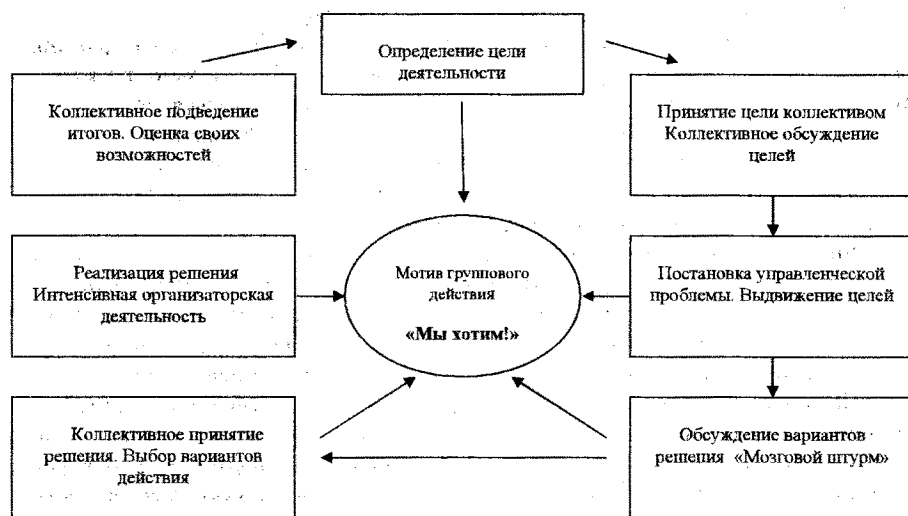 Определение цели
деятельности
Коллективное подведение
итогов. Оценка своих
возможностей
Принятие цели коллективом
Коллективное обсуждение
целей
Реализация решения
Интенсивная организаторская
деятельность
Мотив группового
действия
«Мы хотим!»
Постановка управленческой
проблемы. Выдвижение целей
Коллективное принятие
решения. Выбор вариантов
действия
Обсуждение вариантов
решения «Мозговой штурм»